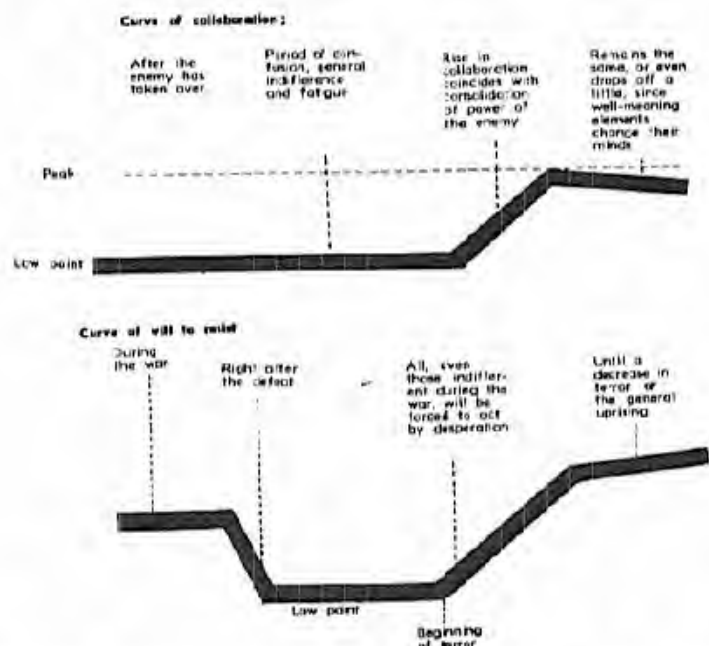 Curve of collaboration:
After the
enemy has
taken over
Period of con-
fusion, general
indifference
and fatigue
Rise in
collaboration
coincides with
consolidation
of power of
the enemy
Remains the
same, or even
drops off a
little, since
well-meaning
elements
change their
minds
Peak
Low point
Curve of will to resist
During
the war
Right after
the defeat
All, even
those indiffer-
ent during the
war, will be
forced to act
by desperation
Until a
decrease in
terror or
the general
uprising
Low point
Beginning
of terror